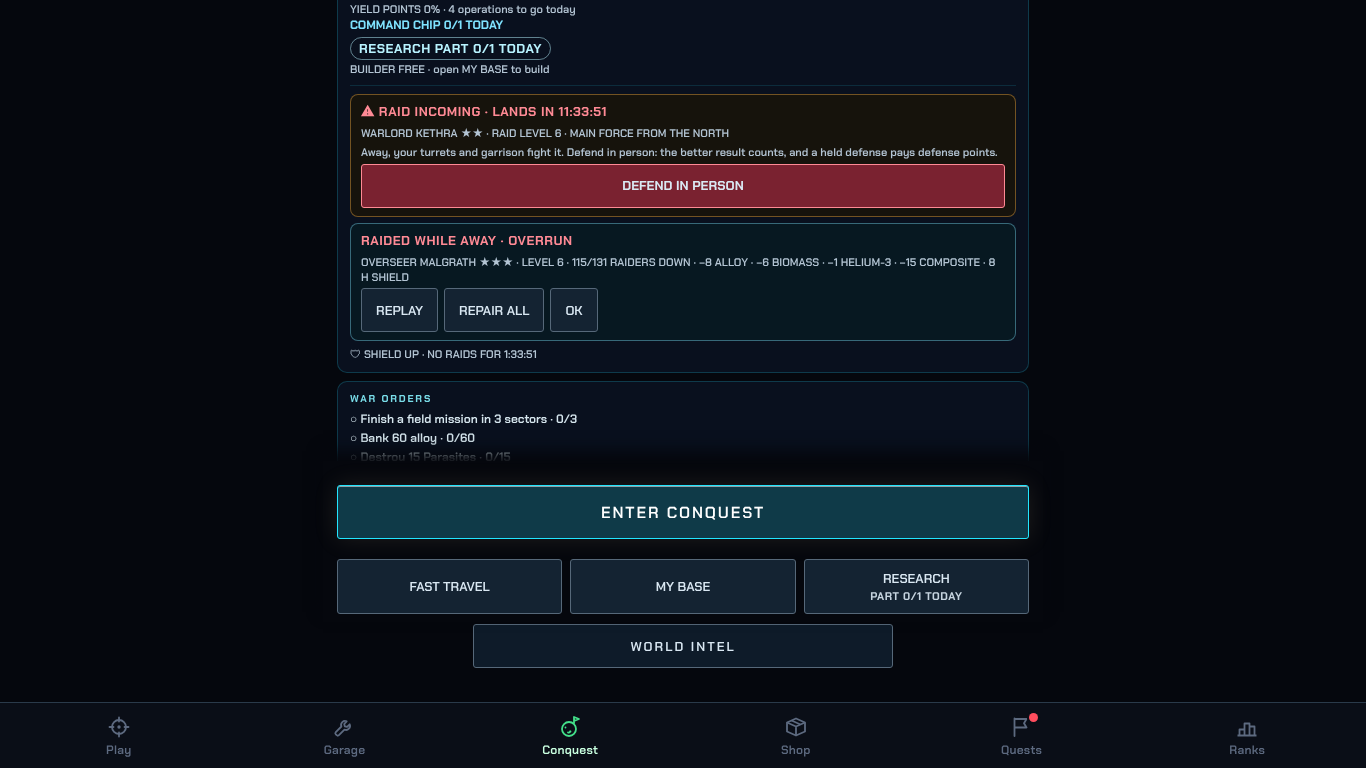 YIELD POINTS 0% · 4 operations to go today
COMMAND CHIP 0/1 TODAY
RESEARCH PART 0/1 TODAY
BUILDER FREE · open MY BASE to build
RAID INCOMING · LANDS IN 11:33:51
WARLORD KETHRA ★★ · RAID LEVEL 6 · MAIN FORCE FROM THE NORTH
Away, your turrets and garrison fight it. Defend in person: the better result counts, and a held defense pays defense points.
DEFEND IN PERSON
RAIDED WHILE AWAY · OVERRUN
OVERSEER MALGRATH ★★★ · LEVEL 6 · 115/131 RAIDERS DOWN · −8 ALLOY · −6 BIOMASS · −1 HELIUM-3 · −15 COMPOSITE · 8
H SHIELD
REPLAY
REPAIR ALL
OK
SHIELD UP · NO RAIDS FOR 1:33:51
WAR ORDERS
○ Finish a field mission in 3 sectors · 0/3
○ Bank 60 alloy · 0/60
○ Destroy 15 Parasites · 0/15
ENTER CONQUEST
FAST TRAVEL
MY BASE
RESEARCH
PART 0/1 TODAY
WORLD INTEL
Play
Garage
Conquest
Shop
Quests
Ranks